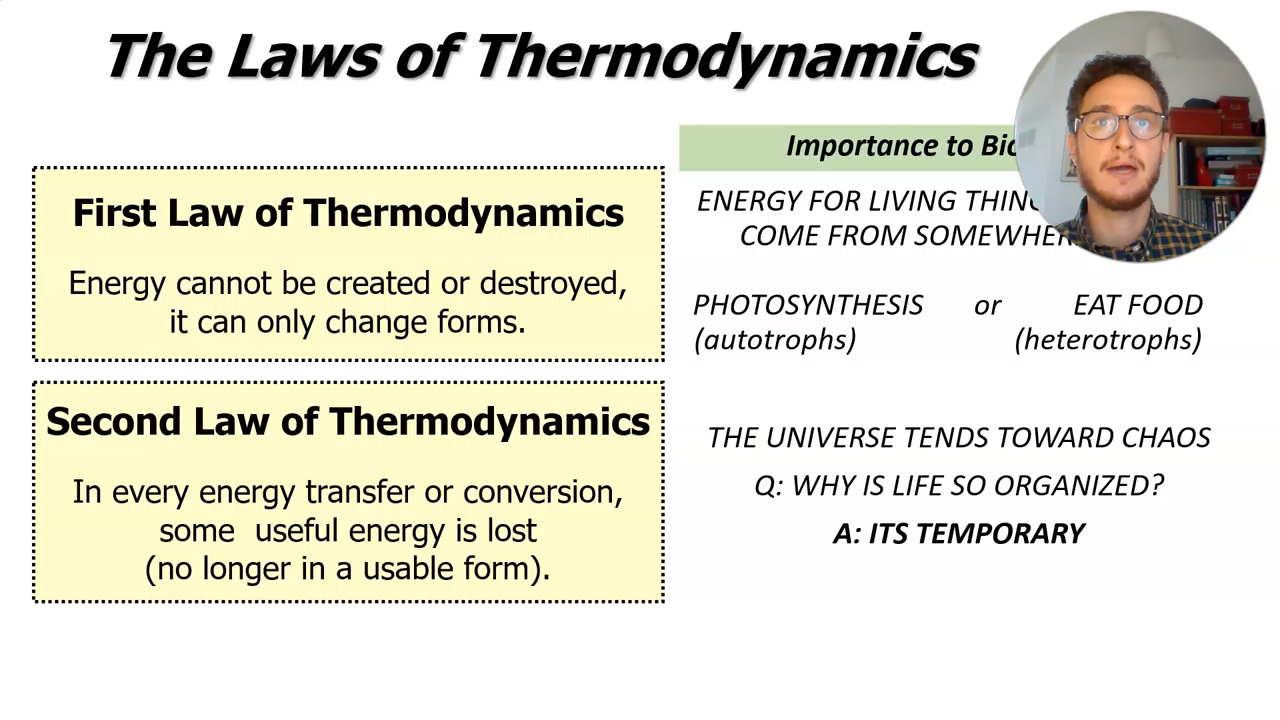 The Laws of Thermodynamics
Importance to
First Law of Thermodynamics
Energy cannot be created or destroyed,
it can only change forms.
ENERGY FOR LIVING
COME FROM
PHOTOSYNTHESIS or EAT FOOD
(autotrophs) (heterotrophs)
Second Law of Thermodynamics
In every energy transfer or conversion,
some useful energy is lost
(no longer in a usable form).
THE UNIVERSE TENDS TOWARD CHAOS
Q: WHY IS LIFE SO ORGANIZED?
A: ITS TEMPORARY